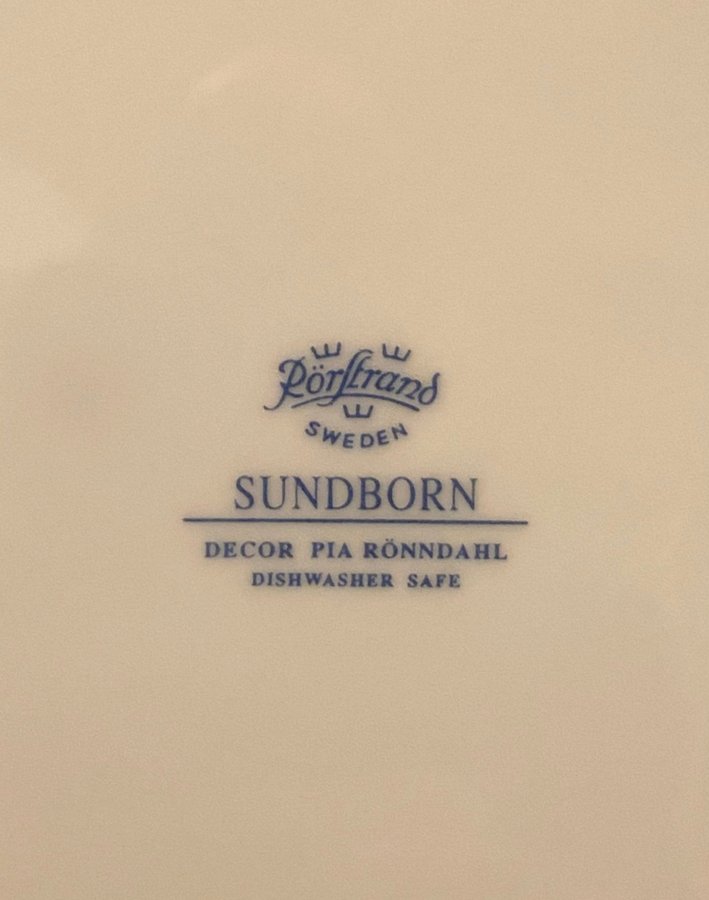 Rörstrand
SWEDEN
SUNDBORN
DECOR PIA RÖNNDAHL
DISHWASHER SAFE